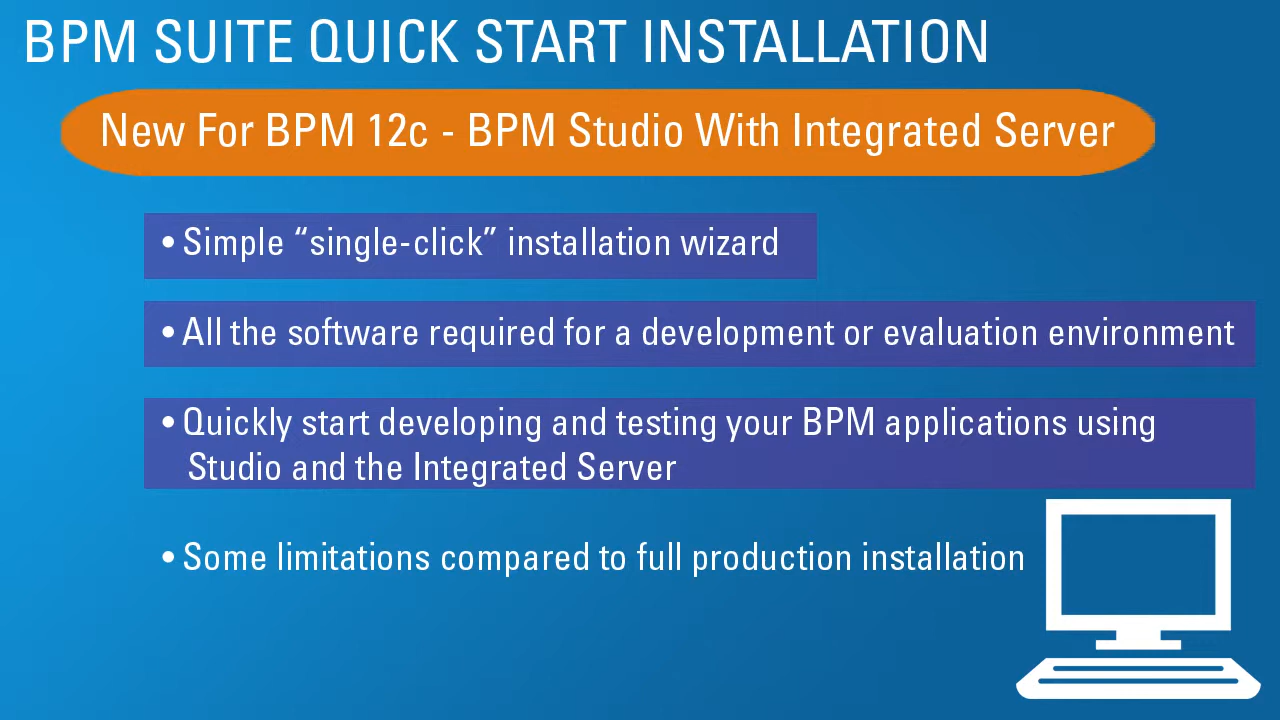 BPM SUITE QUICK START INSTALLATION
New For BPM 12c - BPM Studio With Integrated Server
• Simple “single-click” installation wizard
• All the software required for a development or evaluation environment
• Quickly start developing and testing your BPM applications using
Studio and the Integrated Server
• Some limitations compared to full production installation